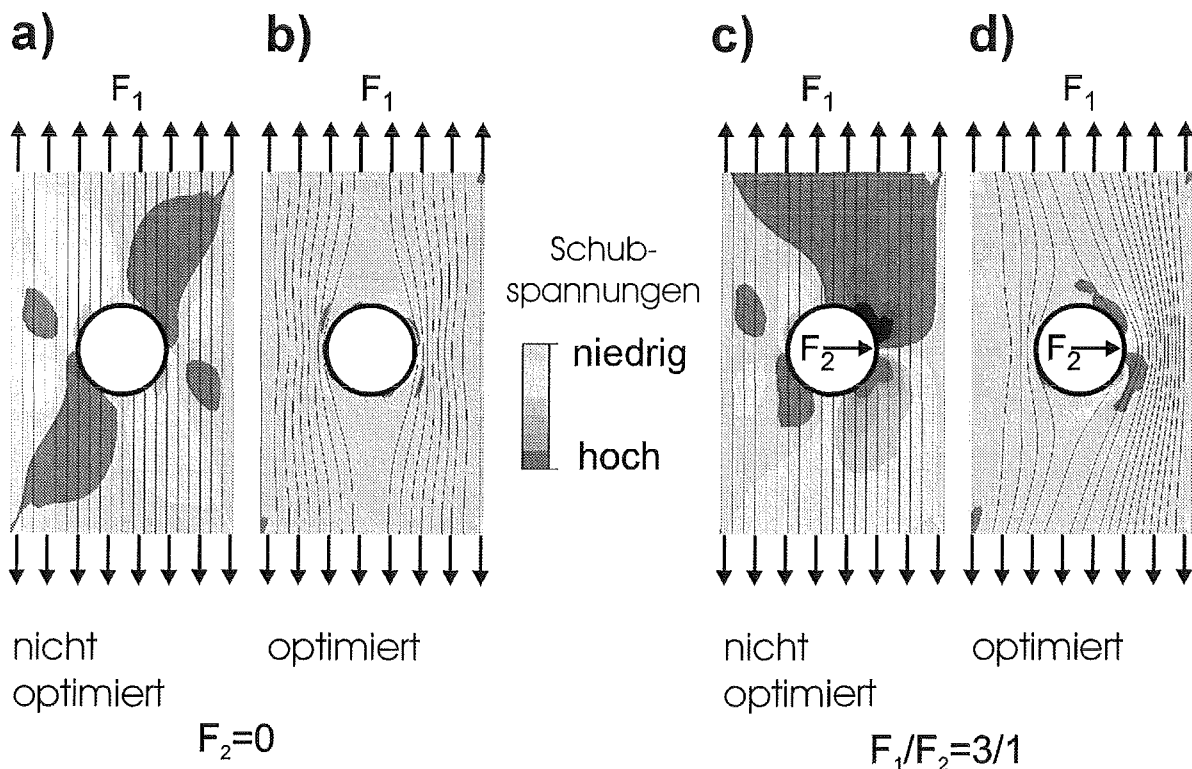 a) b) c) d)
F₁ F₁ F₁ F₁
Schub-
spannungen
niedrig
hoch
F₂ F₂
nicht
optimiert
optimiert
nicht
optimiert
optimiert
F₂=0
F₁/F₂=3/1